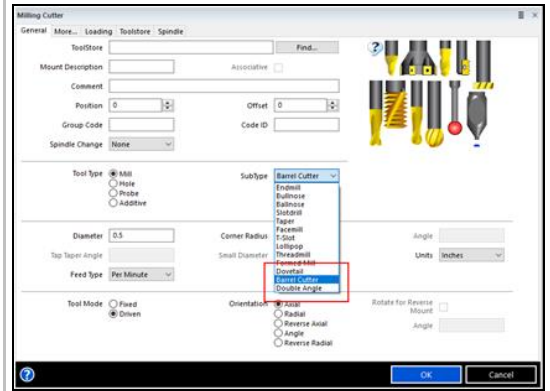 Milling Cutter
General More... Loading Toolstore Spindle
ToolStore Find...
Mount Description Associative
Comment
Position 0 Offset 0
Group Code Code ID
Spindle Change None
Tool Type Mill SubType Barrel Cutter
Hole
Probe
Additive
Endmill
Bullnose
Ballnose
Slotdrill
Taper
Facemill
T-Slot
Lollipop
Threadmill
Formed Mill
Dovetail
Barrel Cutter
Double Angle
Diameter 0.5 Corner Radius Angle
Tap Taper Angle Small Diameter Units Inches
Feed Type Per Minute
Tool Mode Fixed Orientation Axial Rotate for Reverse Mount
Driven Radial
Reverse Axial Angle
Angle
Reverse Radial
OK Cancel